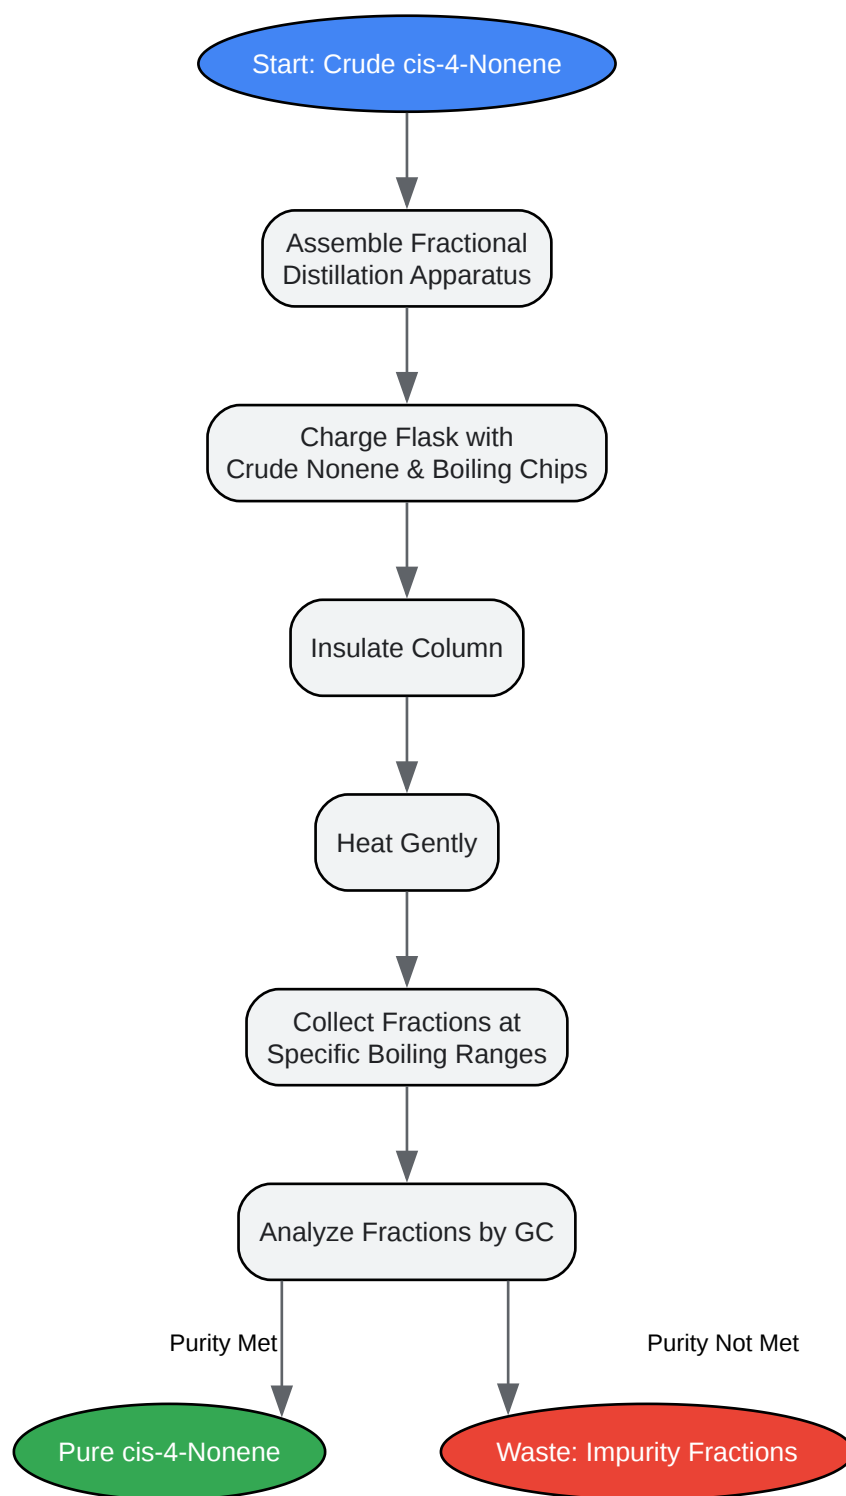 Start: Crude cis-4-Nonene
Assemble Fractional
Distillation Apparatus
Charge Flask with
Crude Nonene & Boiling Chips
Insulate Column
Heat Gently
Collect Fractions at
Specific Boiling Ranges
Analyze Fractions by GC
Purity Met
Purity Not Met
Pure cis-4-Nonene
Waste: Impurity Fractions